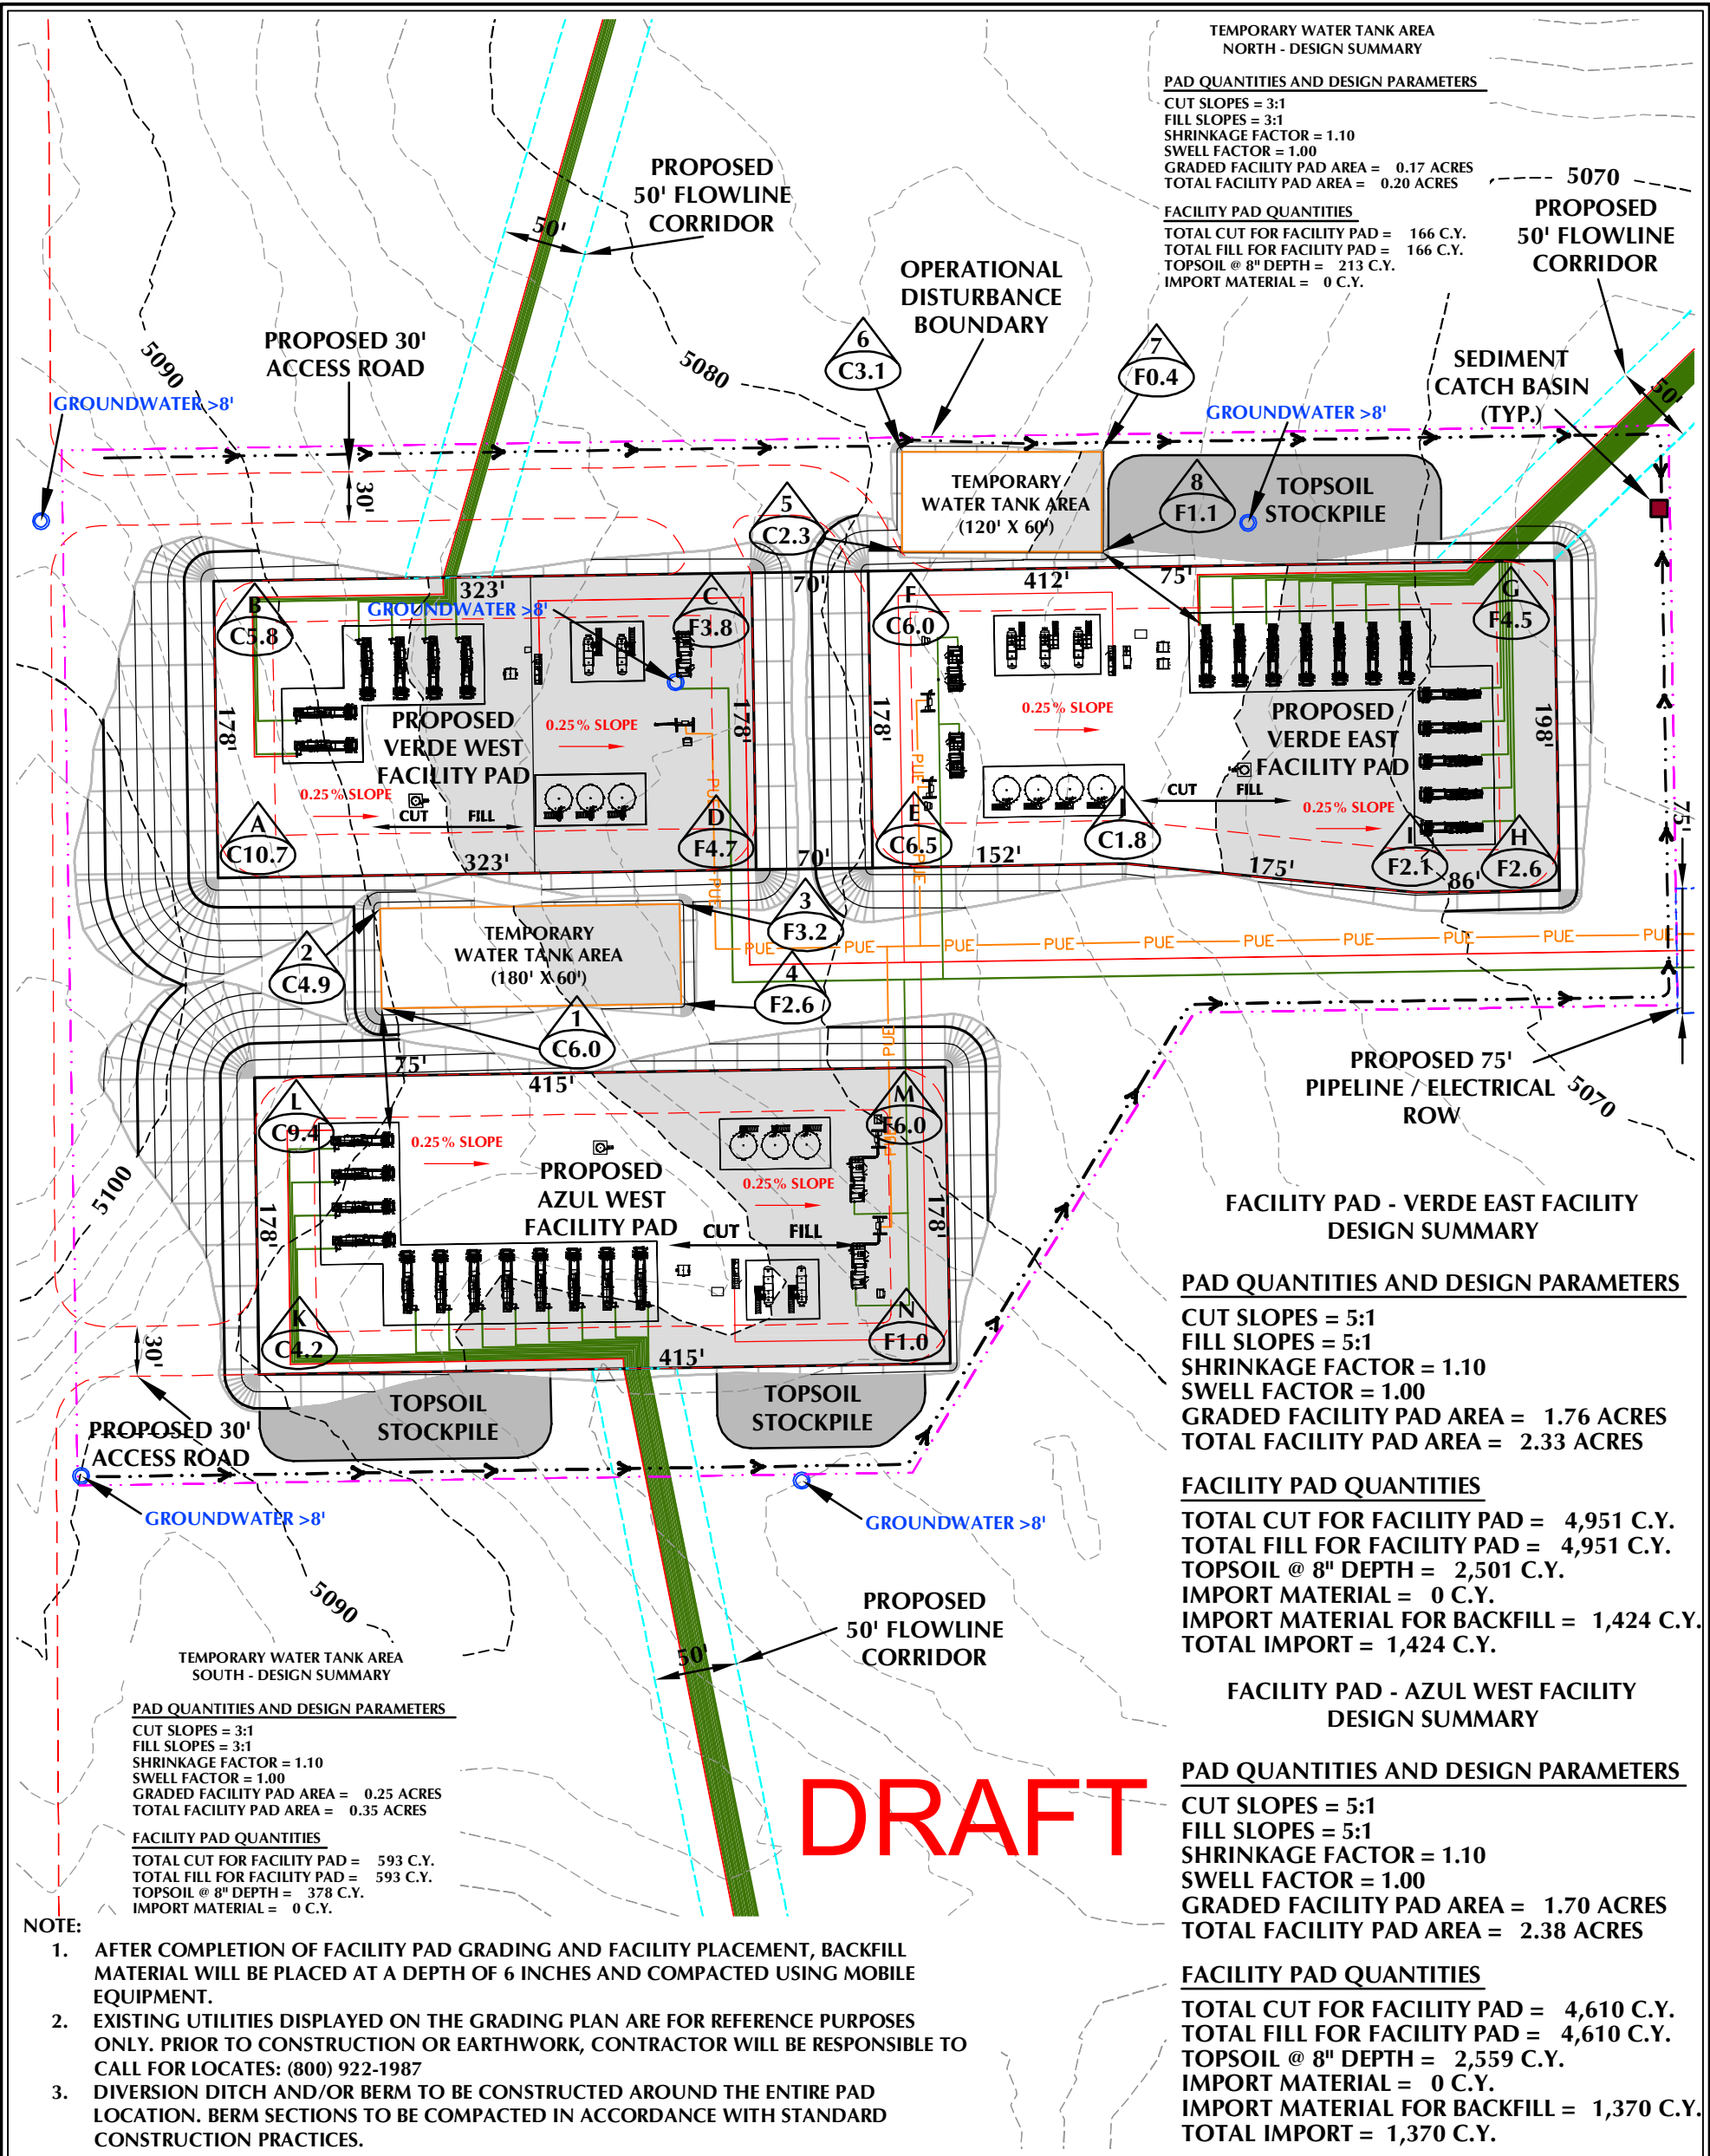 TEMPORARY WATER TANK AREA
NORTH - DESIGN SUMMARY
PAD QUANTITIES AND DESIGN PARAMETERS
CUT SLOPES = 3:1
FILL SLOPES = 3:1
SHRINKAGE FACTOR = 1.10
SWELL FACTOR = 1.00
GRADED FACILITY PAD AREA = 0.17 ACRES
TOTAL FACILITY PAD AREA = 0.20 ACRES
FACILITY PAD QUANTITIES
TOTAL CUT FOR FACILITY PAD = 166 C.Y.
TOTAL FILL FOR FACILITY PAD = 166 C.Y.
TOPSOIL @ 8" DEPTH = 213 C.Y.
IMPORT MATERIAL = 0 C.Y.
5070
PROPOSED
50' FLOWLINE
CORRIDOR
50'
PROPOSED
50' FLOWLINE
CORRIDOR
50'
OPERATIONAL
DISTURBANCE
BOUNDARY
PROPOSED 30'
ACCESS ROAD
5090
5080
6
C3.1
7
F0.4
SEDIMENT
CATCH BASIN
(TYP.)
GROUNDWATER >8'
GROUNDWATER >8'
30'
TEMPORARY
WATER TANK AREA
(120' X 60')
5
C2.3
8
F1.1
TOPSOIL
STOCKPILE
323'
70'
412'
75'
GROUNDWATER >8'
B
C5.8
C
F3.8
F
C6.0
G
F4.5
178'
PROPOSED
VERDE WEST
FACILITY PAD
0.25% SLOPE
0.25% SLOPE
CUT
FILL
178'
PUE
PUE
178'
0.25% SLOPE
PUE
PUE
PROPOSED
VERDE EAST
FACILITY PAD
CUT
FILL
0.25% SLOPE
198'
75'
A
C10.7
D
F4.7
E
C6.5
J
C1.8
I
F2.1
H
F2.6
323'
70'
152'
175'
86'
TEMPORARY
WATER TANK AREA
(180' X 60')
2
C4.9
3
F3.2
4
F2.6
1
C6.0
PUE
PUE
PUE
PUE
PUE
PUE
PUE
PUE
PUE
PUE
PUE
PUE
75'
415'
L
C9.4
M
F6.0
0.25% SLOPE
0.25% SLOPE
PROPOSED
AZUL WEST
FACILITY PAD
CUT
FILL
178'
178'
K
C4.2
N
F1.0
415'
5100
30'
PROPOSED 30'
ACCESS ROAD
TOPSOIL
STOCKPILE
TOPSOIL
STOCKPILE
GROUNDWATER >8'
GROUNDWATER >8'
5090
PROPOSED 75'
PIPELINE / ELECTRICAL
ROW
5070
PROPOSED
50' FLOWLINE
CORRIDOR
50'
FACILITY PAD - VERDE EAST FACILITY
DESIGN SUMMARY
PAD QUANTITIES AND DESIGN PARAMETERS
CUT SLOPES = 5:1
FILL SLOPES = 5:1
SHRINKAGE FACTOR = 1.10
SWELL FACTOR = 1.00
GRADED FACILITY PAD AREA = 1.76 ACRES
TOTAL FACILITY PAD AREA = 2.33 ACRES
FACILITY PAD QUANTITIES
TOTAL CUT FOR FACILITY PAD = 4,951 C.Y.
TOTAL FILL FOR FACILITY PAD = 4,951 C.Y.
TOPSOIL @ 8" DEPTH = 2,501 C.Y.
IMPORT MATERIAL = 0 C.Y.
IMPORT MATERIAL FOR BACKFILL = 1,424 C.Y.
TOTAL IMPORT = 1,424 C.Y.
FACILITY PAD - AZUL WEST FACILITY
DESIGN SUMMARY
PAD QUANTITIES AND DESIGN PARAMETERS
CUT SLOPES = 5:1
FILL SLOPES = 5:1
SHRINKAGE FACTOR = 1.10
SWELL FACTOR = 1.00
GRADED FACILITY PAD AREA = 1.70 ACRES
TOTAL FACILITY PAD AREA = 2.38 ACRES
FACILITY PAD QUANTITIES
TOTAL CUT FOR FACILITY PAD = 4,610 C.Y.
TOTAL FILL FOR FACILITY PAD = 4,610 C.Y.
TOPSOIL @ 8" DEPTH = 2,559 C.Y.
IMPORT MATERIAL = 0 C.Y.
IMPORT MATERIAL FOR BACKFILL = 1,370 C.Y.
TOTAL IMPORT = 1,370 C.Y.
TEMPORARY WATER TANK AREA
SOUTH - DESIGN SUMMARY
PAD QUANTITIES AND DESIGN PARAMETERS
CUT SLOPES = 3:1
FILL SLOPES = 3:1
SHRINKAGE FACTOR = 1.10
SWELL FACTOR = 1.00
GRADED FACILITY PAD AREA = 0.25 ACRES
TOTAL FACILITY PAD AREA = 0.35 ACRES
FACILITY PAD QUANTITIES
TOTAL CUT FOR FACILITY PAD = 593 C.Y.
TOTAL FILL FOR FACILITY PAD = 593 C.Y.
TOPSOIL @ 8" DEPTH = 378 C.Y.
IMPORT MATERIAL = 0 C.Y.
DRAFT
NOTE:
1. AFTER COMPLETION OF FACILITY PAD GRADING AND FACILITY PLACEMENT, BACKFILL
MATERIAL WILL BE PLACED AT A DEPTH OF 6 INCHES AND COMPACTED USING MOBILE
EQUIPMENT.
2. EXISTING UTILITIES DISPLAYED ON THE GRADING PLAN ARE FOR REFERENCE PURPOSES
ONLY. PRIOR TO CONSTRUCTION OR EARTHWORK, CONTRACTOR WILL BE RESPONSIBLE TO
CALL FOR LOCATES: (800) 922-1987
3. DIVERSION DITCH AND/OR BERM TO BE CONSTRUCTED AROUND THE ENTIRE PAD
LOCATION. BERM SECTIONS TO BE COMPACTED IN ACCORDANCE WITH STANDARD
CONSTRUCTION PRACTICES.